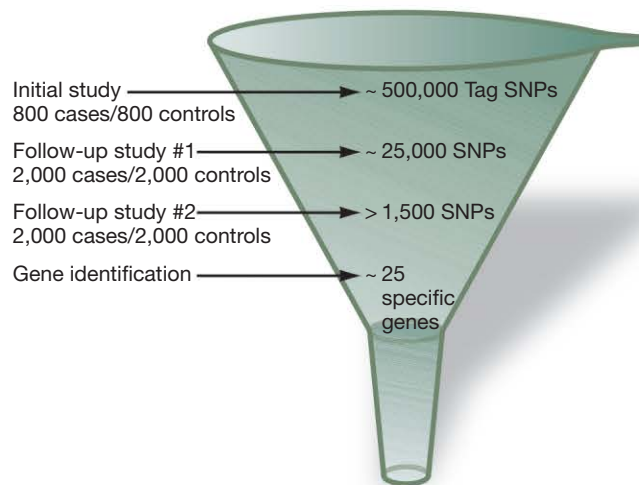 Initial study
800 cases/800 controls
~ 500,000 Tag SNPs
Follow-up study #1
2,000 cases/2,000 controls
~ 25,000 SNPs
Follow-up study #2
2,000 cases/2,000 controls
> 1,500 SNPs
Gene identification
~ 25
specific
genes